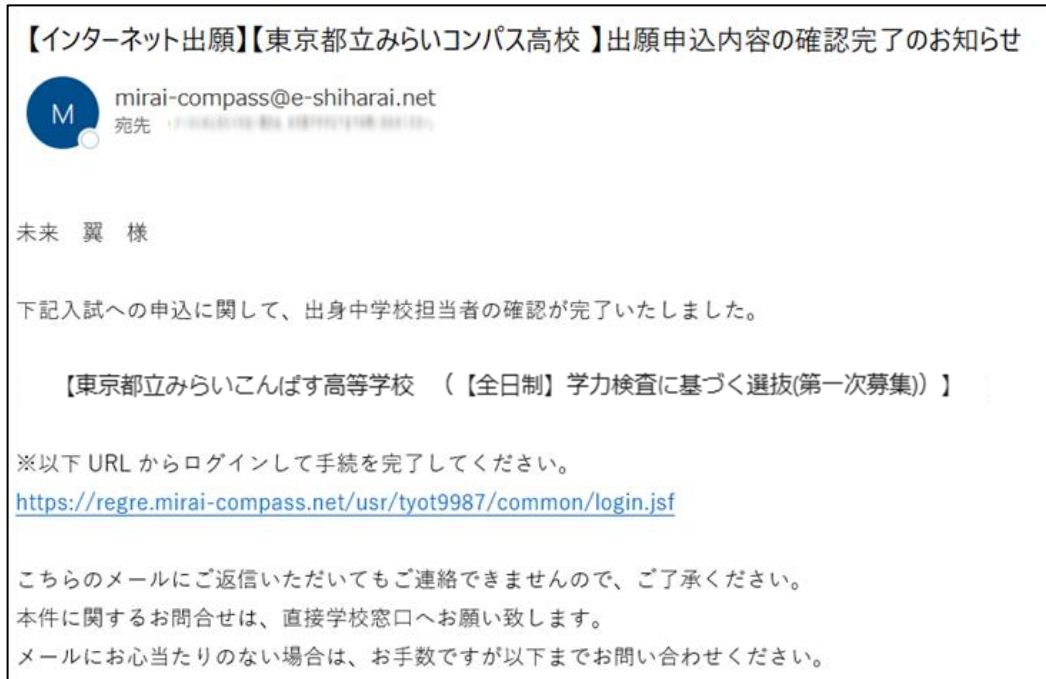 【インターネット出願】【東京都立みらいコンパス高校 】出願申込内容の確認完了のお知らせ
M
mirai-compass@e-shiharai.net
宛先
未来　翼　様
下記入試への申込に関して、出身中学校担当者の確認が完了いたしました。
【東京都立みらいこんぱす高等学校　（【全日制】学力検査に基づく選抜(第一次募集)）】
※以下 URL からログインして手続を完了してください。
https://regre.mirai-compass.net/usr/tyot9987/common/login.jsf
こちらのメールにご返信いただいてもご連絡できませんので、ご了承ください。
本件に関するお問合せは、直接学校窓口へお願い致します。
メールにお心当たりのない場合は、お手数ですが以下までお問い合わせください。